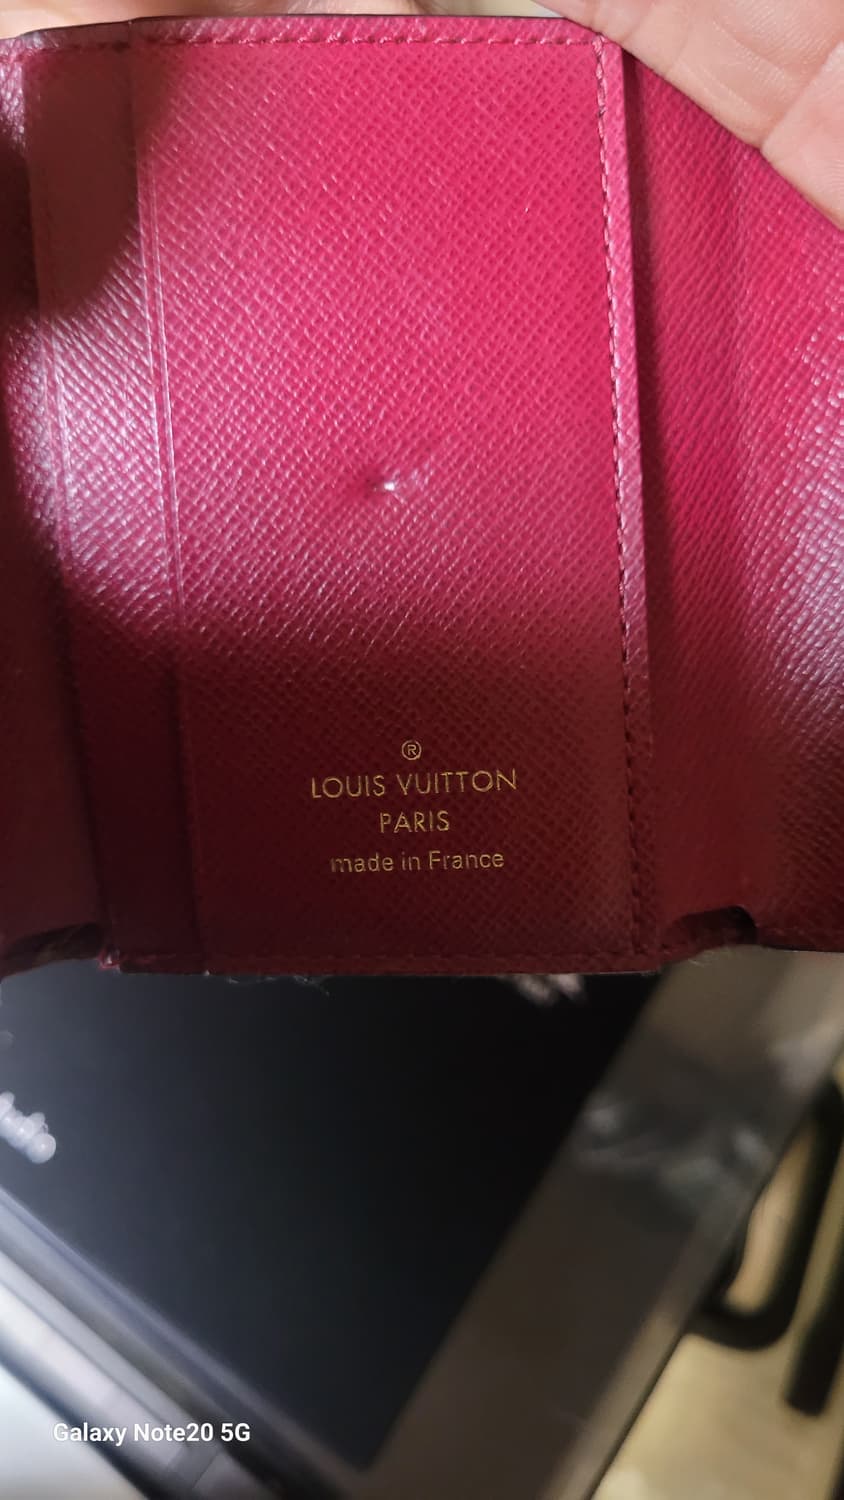 ®
LOUIS VUITTON
PARIS
made in France
Galaxy Note20 5G